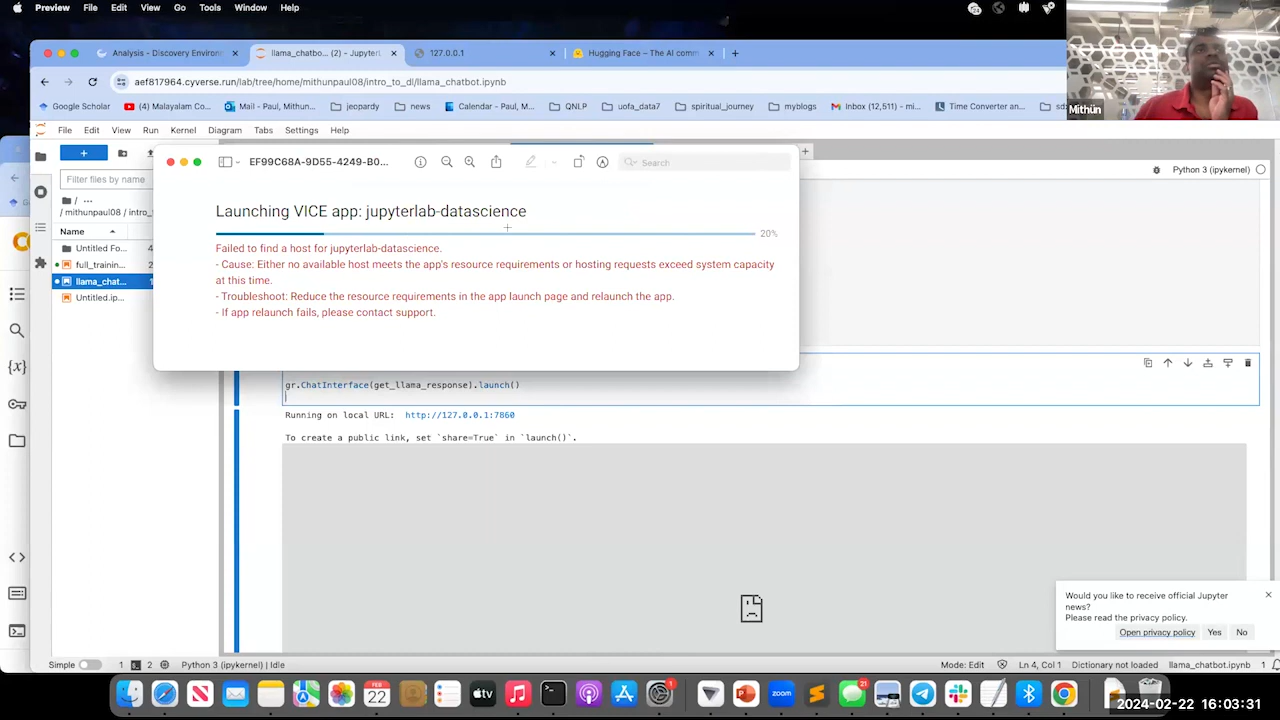 Preview File Edit View Go Tools Window Help
Analysis - Discovery Environ
llama_chatbo... (2) - Jupyterl
127.0.0.1
Hugging Face – The AI comm
aef817964.cyverse.run/lab/tree/home/mithunpaul08/intro_to_dl/llama_chatbot.ipynb
Google Scholar
Malayalam Co...
Mail - Paul, Mithun...
jeopardy
news
Calendar - Paul, M...
QNLP
uofa_data7
spiritual_journey
myblogs
Inbox (12,511) - mi...
Time Converter an...
Mithün
File Edit View Run Kernel Diagram Tabs Settings Help
EF99C68A-9D55-4249-B0...
Search
Python 3 (ipykernel)
Filter files by name
/ ...
/ mithunpaul08 / intro_
Name
Untitled Fo...
full_trainin...
llama_chat...
Untitled.ip...
Launching VICE app: jupyterlab-datascience
20%
Failed to find a host for jupyterlab-datascience.
- Cause: Either no available host meets the app's resource requirements or hosting requests exceed system capacity
at this time.
- Troubleshoot: Reduce the resource requirements in the app launch page and relaunch the app.
- If app relaunch fails, please contact support.
gr.ChatInterface(get_llama_response).launch()
Running on local URL: http://127.0.0.1:7860
To create a public link, set `share=True` in `launch()`.
Would you like to receive official Jupyter
news?
Please read the privacy policy.
Open privacy policy Yes No
Simple 1 2 Python 3 (ipykernel) | Idle
Mode: Edit Ln 4, Col 1 Dictionary not loaded llama_chatbot.ipynb 1
FEB
22
tv
zoom
21
1
2024-02-22 16:03:31